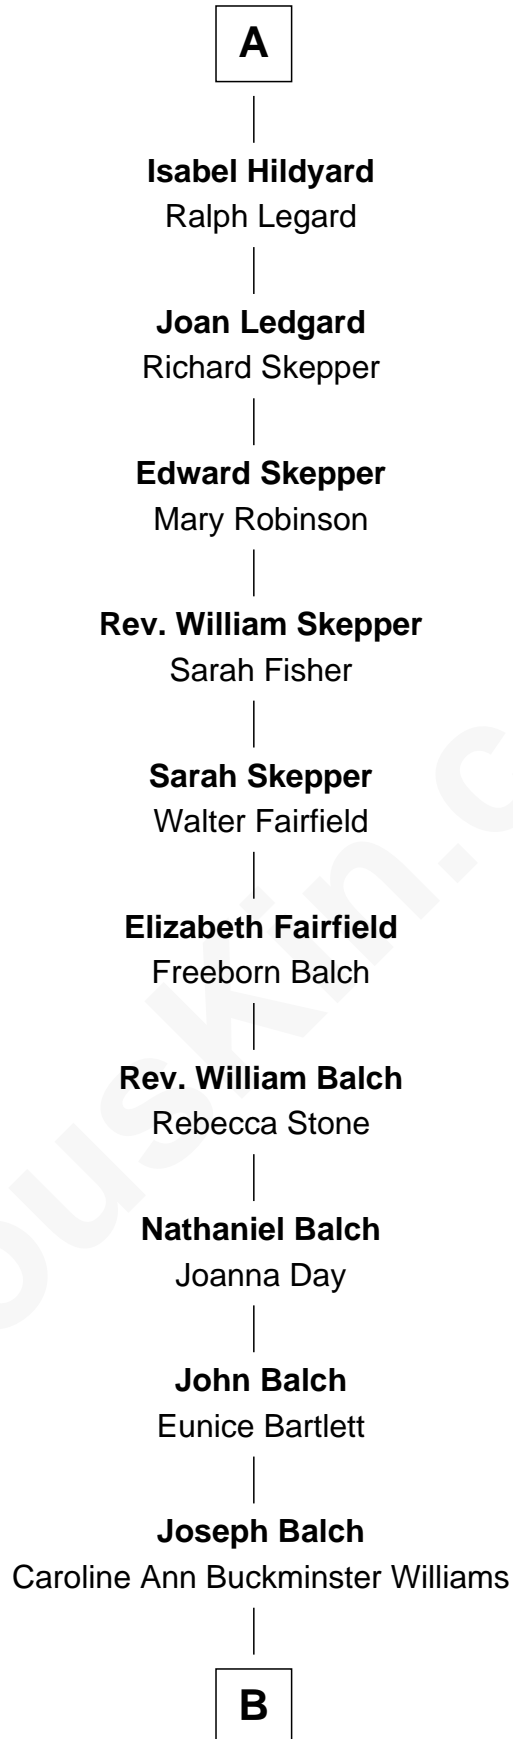 A
Isabel Hildyard
Ralph Legard
Joan Ledgard
Richard Skepper
Edward Skepper
Mary Robinson
Rev. William Skepper
Sarah Fisher
Sarah Skepper
Walter Fairfield
Elizabeth Fairfield
Freeborn Balch
Rev. William Balch
Rebecca Stone
Nathaniel Balch
Joanna Day
John Balch
Eunice Bartlett
Joseph Balch
Caroline Ann Buckminster Williams
B